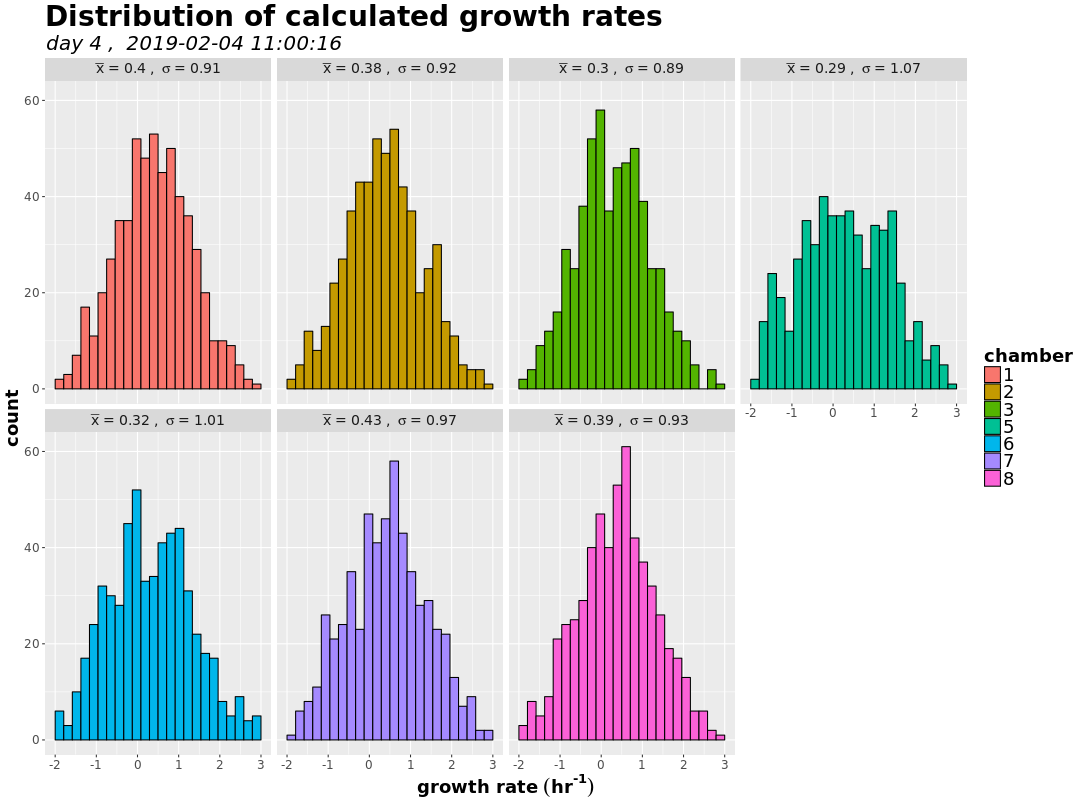 Distribution of calculated growth rates
day 4 ,  2019-02-04 11:00:16
x̅ = 0.4 ,  σ = 0.91
x̅ = 0.38 ,  σ = 0.92
x̅ = 0.3 ,  σ = 0.89
x̅ = 0.29 ,  σ = 1.07
60
40
20
0
-2 -1 0 1 2 3
x̅ = 0.32 ,  σ = 1.01
x̅ = 0.43 ,  σ = 0.97
x̅ = 0.39 ,  σ = 0.93
60
40
20
0
-2 -1 0 1 2 3
-2 -1 0 1 2 3
-2 -1 0 1 2 3
count
growth rate (hr⁻¹)
chamber
1
2
3
5
6
7
8